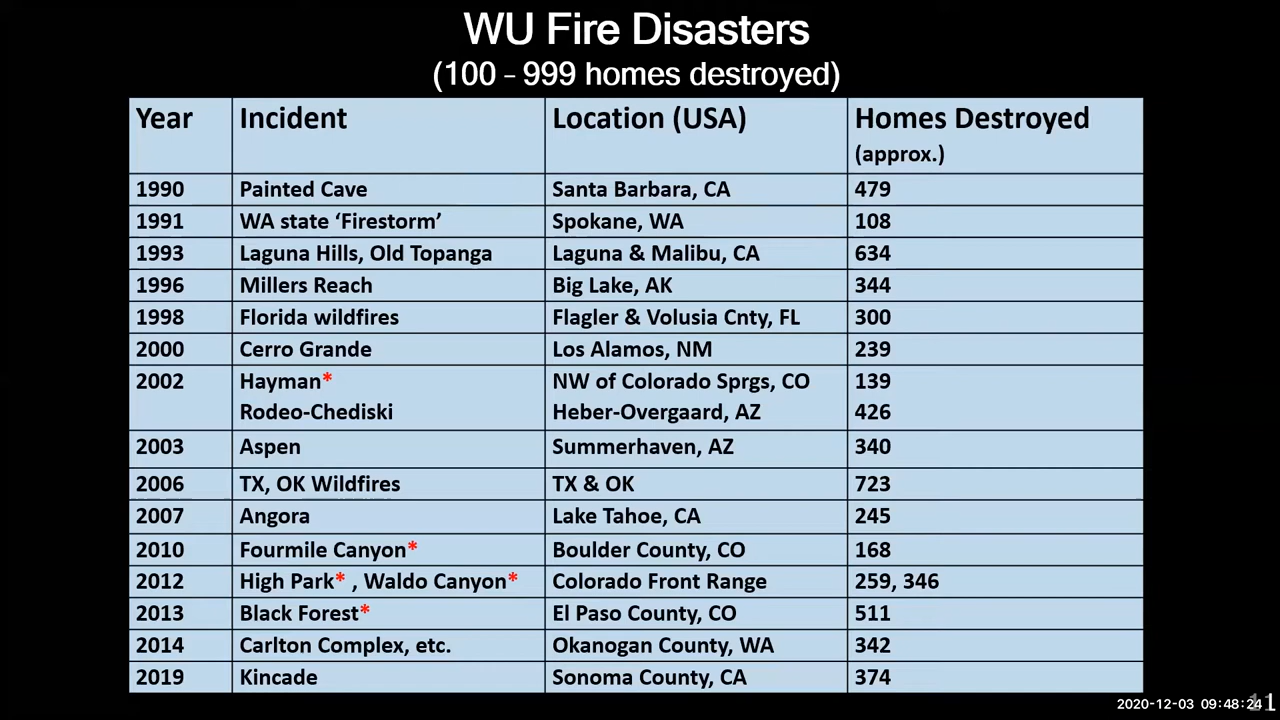 WU Fire Disasters
(100 – 999 homes destroyed)
Year Incident Location (USA) Homes Destroyed
(approx.)
1990 Painted Cave Santa Barbara, CA 479
1991 WA state ‘Firestorm’ Spokane, WA 108
1993 Laguna Hills, Old Topanga Laguna & Malibu, CA 634
1996 Millers Reach Big Lake, AK 344
1998 Florida wildfires Flagler & Volusia Cnty, FL 300
2000 Cerro Grande Los Alamos, NM 239
2002 Hayman* NW of Colorado Sprgs, CO 139
Rodeo-Chediski Heber-Overgaard, AZ 426
2003 Aspen Summerhaven, AZ 340
2006 TX, OK Wildfires TX & OK 723
2007 Angora Lake Tahoe, CA 245
2010 Fourmile Canyon* Boulder County, CO 168
2012 High Park* , Waldo Canyon* Colorado Front Range 259, 346
2013 Black Forest* El Paso County, CO 511
2014 Carlton Complex, etc. Okanogan County, WA 342
2019 Kincade Sonoma County, CA 374
2020-12-03 09:48:24
11